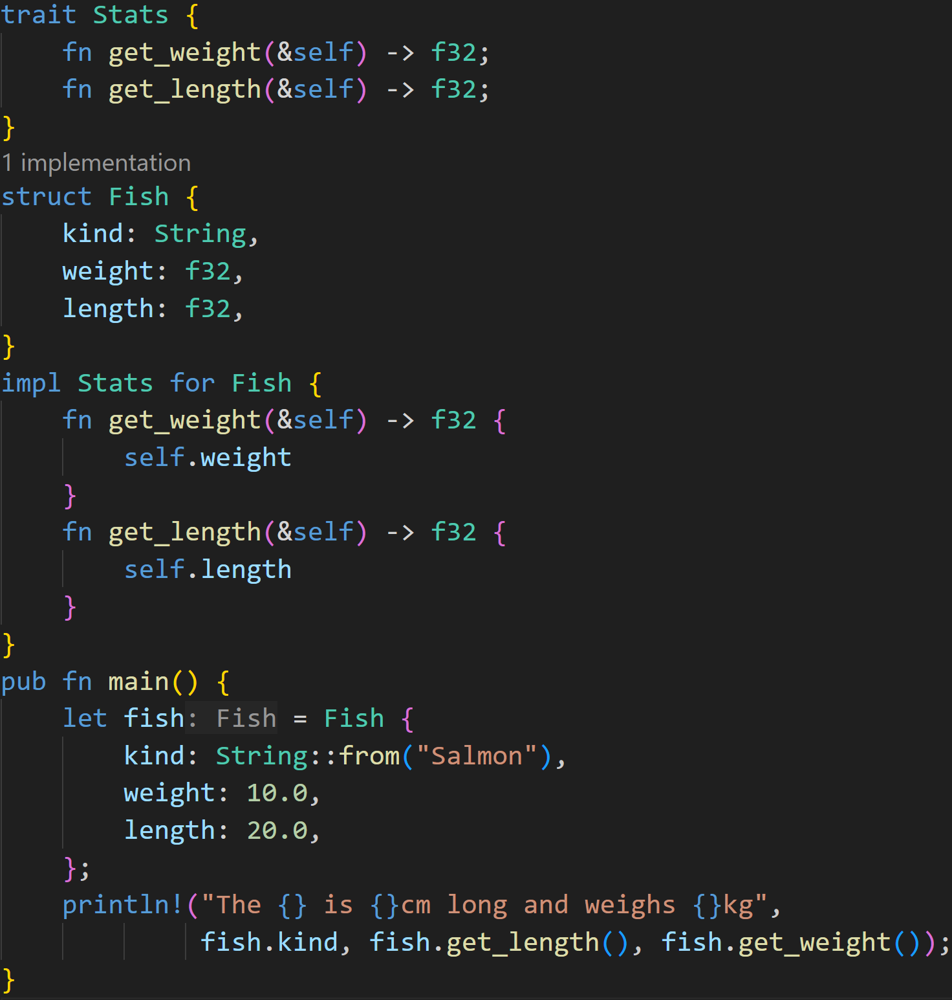 trait Stats {
    fn get_weight(&self) -> f32;
    fn get_length(&self) -> f32;
}
1 implementation
struct Fish {
    kind: String,
    weight: f32,
    length: f32,
}
impl Stats for Fish {
    fn get_weight(&self) -> f32 {
        self.weight
    }
    fn get_length(&self) -> f32 {
        self.length
    }
}
pub fn main() {
    let fish: Fish = Fish {
        kind: String::from("Salmon"),
        weight: 10.0,
        length: 20.0,
    };
    println!("The {} is {}cm long and weighs {}kg",
             fish.kind, fish.get_length(), fish.get_weight());
}